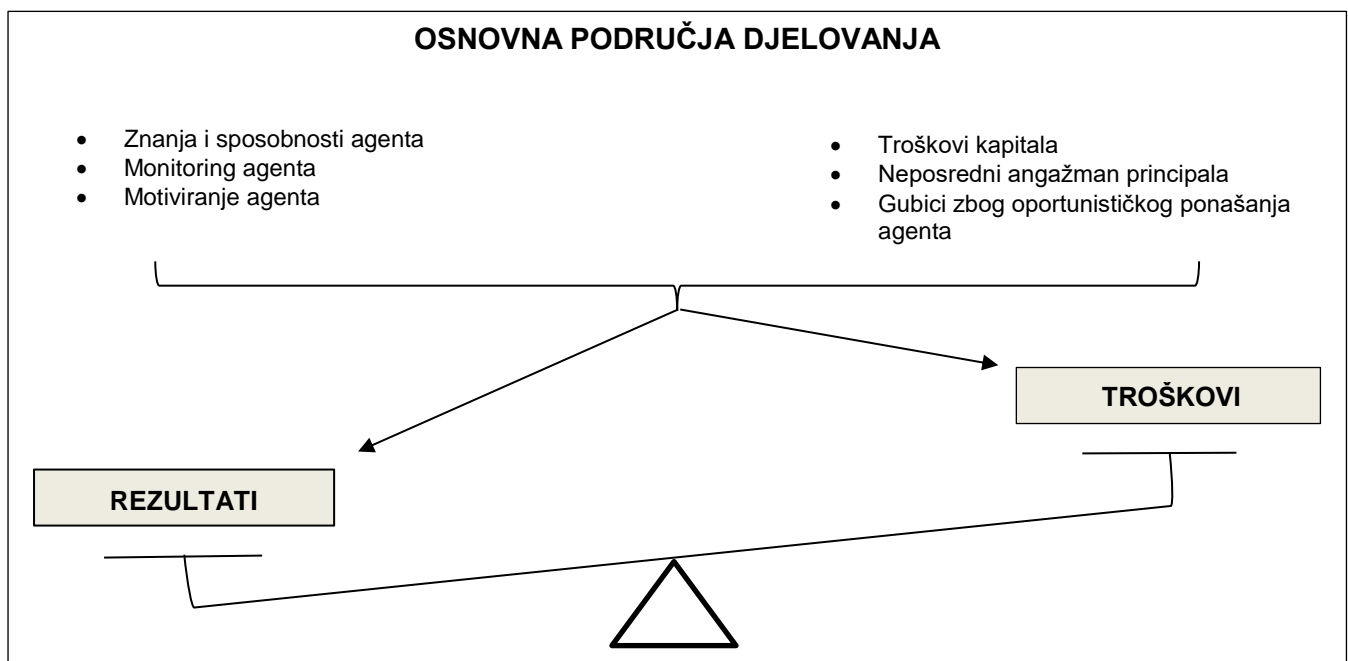 OSNOVNA PODRUČJA DJELOVANJA
• Znanja i sposobnosti agenta
• Monitoring agenta
• Motiviranje agenta
• Troškovi kapitala
• Neposredni angažman principala
• Gubici zbog oportunističkog ponašanja
agenta
TROŠKOVI
REZULTATI